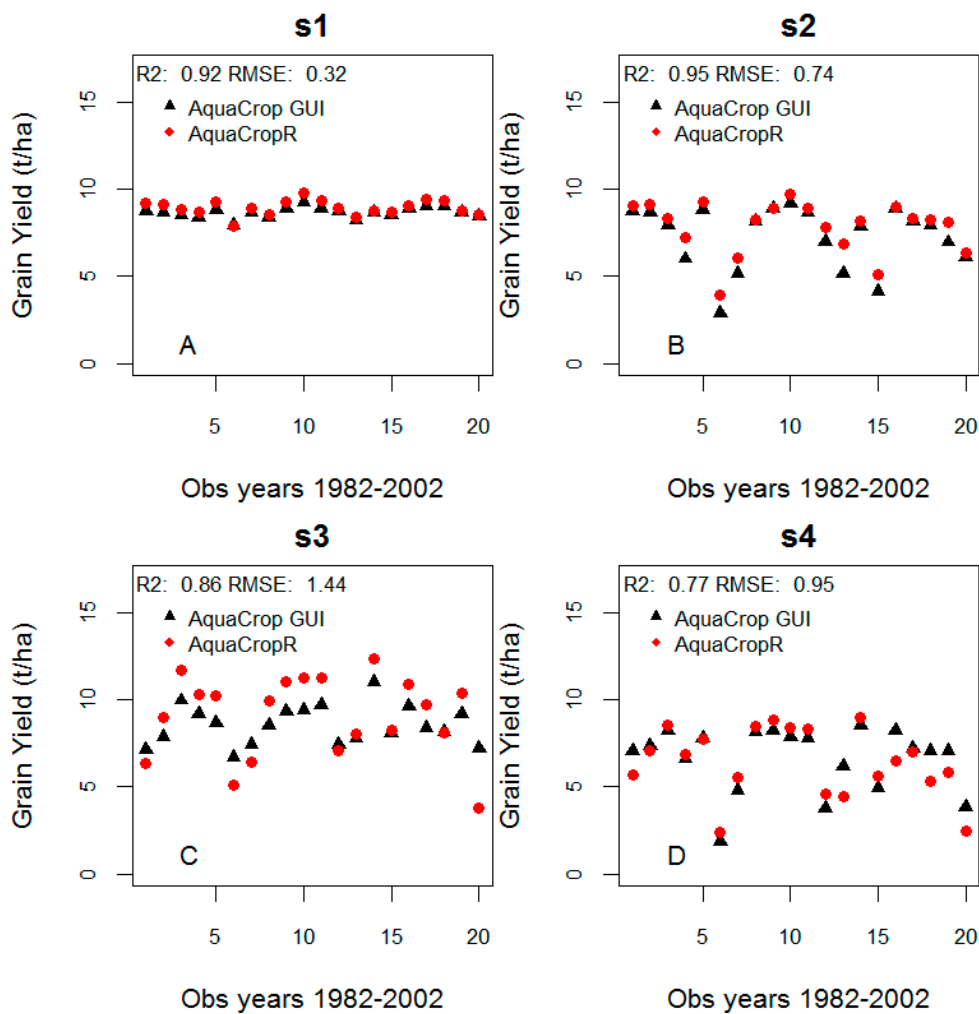 s1
R2: 0.92 RMSE: 0.32
AquaCrop GUI
AquaCropR
Grain Yield (t/ha)
15
10
5
0
A
5
10
15
20
Obs years 1982-2002
s2
R2: 0.95 RMSE: 0.74
AquaCrop GUI
AquaCropR
Grain Yield (t/ha)
15
10
5
0
B
5
10
15
20
Obs years 1982-2002
s3
R2: 0.86 RMSE: 1.44
AquaCrop GUI
AquaCropR
Grain Yield (t/ha)
15
10
5
0
C
5
10
15
20
Obs years 1982-2002
s4
R2: 0.77 RMSE: 0.95
AquaCrop GUI
AquaCropR
Grain Yield (t/ha)
15
10
5
0
D
5
10
15
20
Obs years 1982-2002